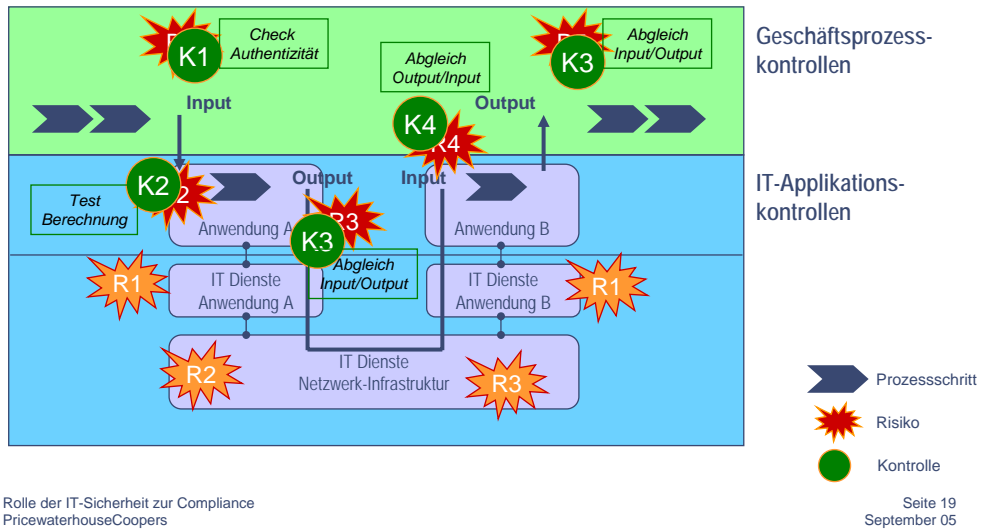 K1
Check
Authentizität
K3
Abgleich
Input/Output
Geschäftsprozess-
kontrollen
Abgleich
Output/Input
Input
Output
K4
R4
K2
Test
Berechnung
Output
Input
IT-Applikations-
kontrollen
Anwendung A
R3
K3
Anwendung B
Abgleich
Input/Output
R1
IT Dienste
Anwendung A
IT Dienste
Anwendung B
R1
R2
IT Dienste
Netzwerk-Infrastruktur
R3
Prozessschritt
Risiko
Kontrolle
Rolle der IT-Sicherheit zur Compliance
PricewaterhouseCoopers
Seite 19
September 05